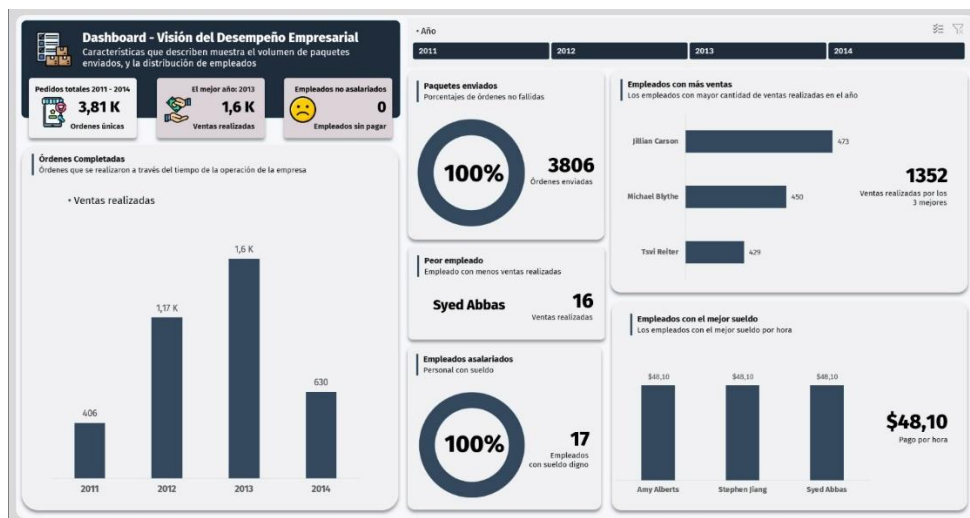 Dashboard - Visión del Desempeño Empresarial
Características que describen muestra el volumen de paquetes
enviados, y la distribución de empleados
Pedidos totales 2011 - 2014
3,81 K
Ordenes únicas
El mejor año: 2013
1,6 K
Ventas realizadas
Empleados no asalariados
0
Empleados sin pagar
• Año
2011
2012
2013
2014
Órdenes Completadas
Órdenes que se realizaron a través del tiempo de la operación de la empresa
• Ventas realizadas
406
1,17 K
1,6 K
630
2011
2012
2013
2014
Paquetes enviados
Porcentajes de órdenes no fallidas
100%
3806
Órdenes enviadas
Peor empleado
Empleado con menos ventas realizadas
Syed Abbas
16
Ventas realizadas
Empleados asalariados
Personal con sueldo
100%
17
Empleados
con sueldo digno
Empleados con más ventas
Los empleados con mayor cantidad de ventas realizadas en el año
Jillian Carson
473
Michael Blythe
450
Tsvi Reiter
429
1352
Ventas realizadas por los
3 mejores
Empleados con el mejor sueldo
Los empleados con el mejor sueldo por hora
$48,10
$48,10
$48,10
Amy Alberts
Stephen Jiang
Syed Abbas
$48,10
Pago por hora